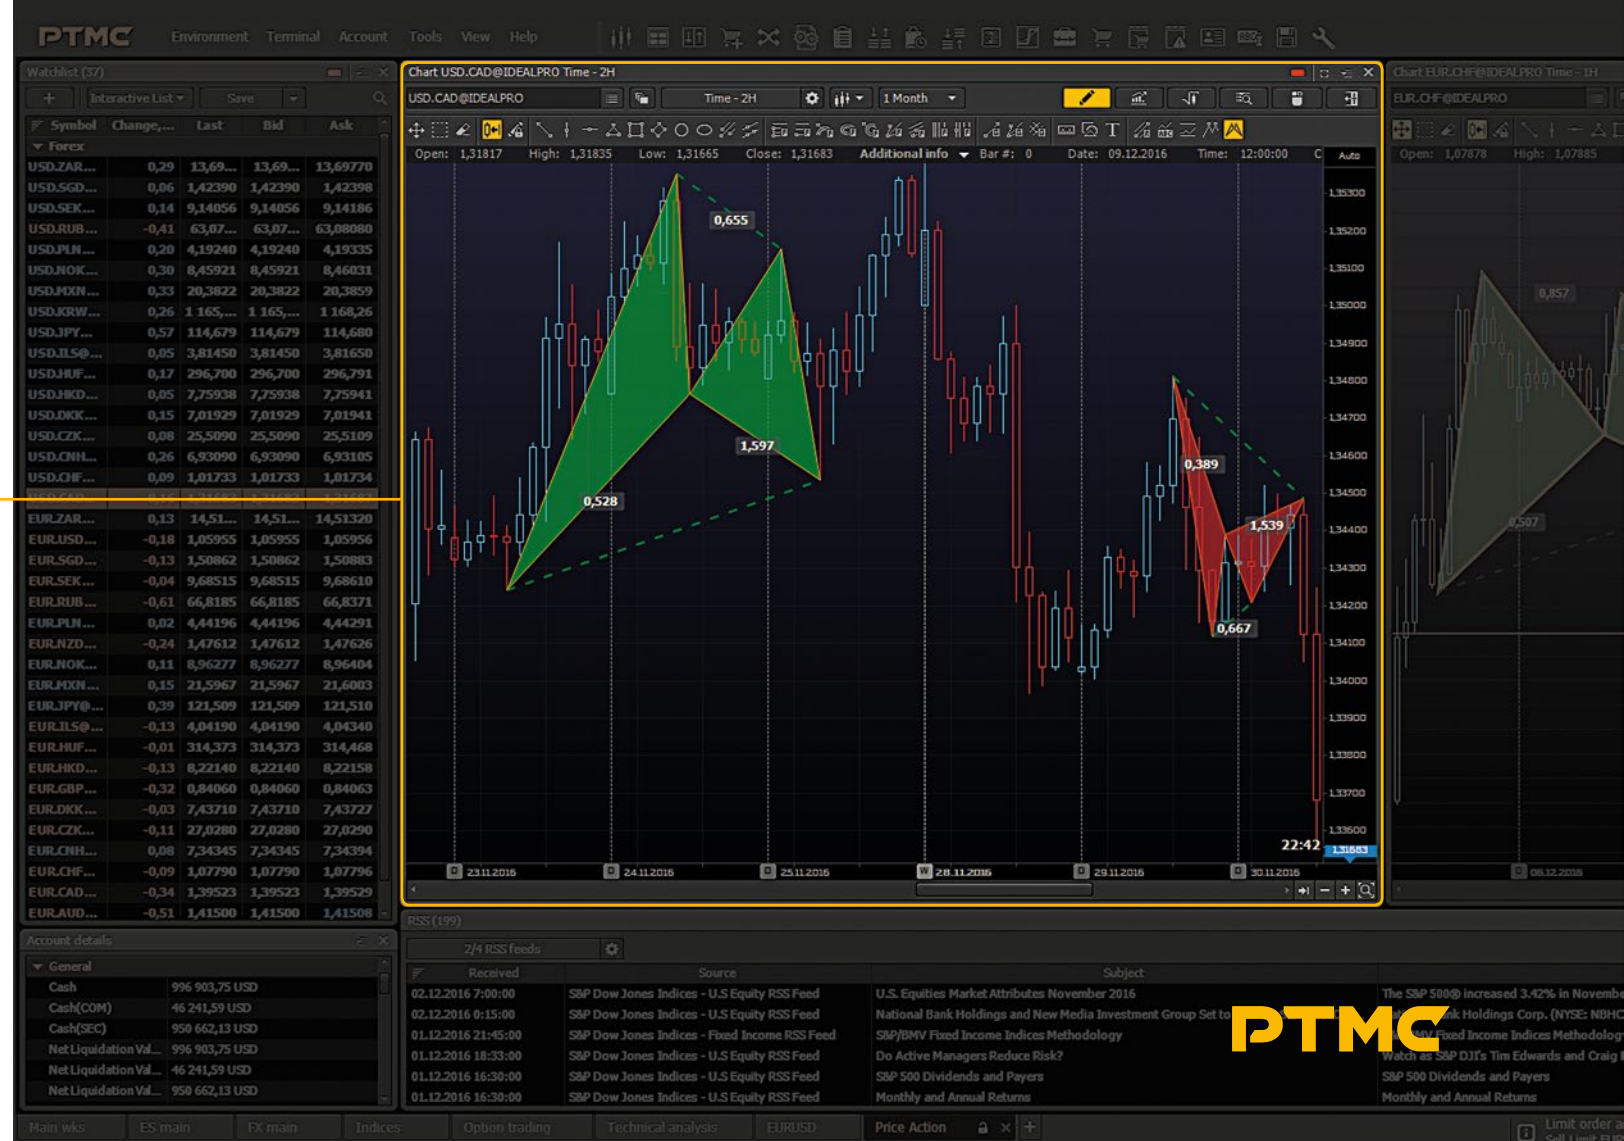 PTMC Environment Terminal Account Tools View Help
Watchlist (37)
Interactive List Save
Symbol Change,... Last Bid Ask
Forex
USD.ZAR... 0,29 13,69... 13,69... 13,69770
USD.SGD... 0,06 1,42390 1,42390 1,42398
USD.SEK... 0,14 9,14056 9,14056 9,14186
USD.RUB... -0,41 63,07... 63,07... 63,08080
USD.PLN... 0,20 4,19240 4,19240 4,19335
USD.NOK... 0,30 8,45921 8,45921 8,46031
USD.MXN... 0,33 20,3822 20,3822 20,3859
USD.KRW... 0,26 1 165,... 1 165,... 1 168,26
USD.JPY... 0,57 114,679 114,679 114,680
USD.ILS@... 0,05 3,81450 3,81450 3,81650
USD.HUF... 0,17 296,700 296,700 296,791
USD.HKD... 0,05 7,75938 7,75938 7,75941
USD.DKK... 0,15 7,01929 7,01929 7,01941
USD.CZK... 0,08 25,5090 25,5090 25,5109
USD.CNH... 0,26 6,93090 6,93090 6,93105
USD.CHF... 0,09 1,01733 1,01733 1,01734
EUR.ZAR... 0,13 14,51... 14,51... 14,51320
EUR.USD... -0,18 1,05955 1,05955 1,05956
EUR.SGD... -0,13 1,50862 1,50862 1,50883
EUR.SEK... -0,04 9,68515 9,68515 9,68610
EUR.RUB... -0,61 66,8185 66,8185 66,8371
EUR.PLN... 0,02 4,44196 4,44196 4,44291
EUR.NZD... -0,24 1,47612 1,47612 1,47626
EUR.NOK... 0,11 8,96277 8,96277 8,96404
EUR.MXN... 0,15 21,5967 21,5967 21,6003
EUR.JPY@... 0,39 121,509 121,509 121,510
EUR.ILS@... -0,13 4,04190 4,04190 4,04340
EUR.HUF... -0,01 314,373 314,373 314,468
EUR.HKD... -0,13 8,22140 8,22140 8,22158
EUR.GBP... -0,32 0,84060 0,84060 0,84063
EUR.DKK... -0,03 7,43710 7,43710 7,43727
EUR.CZK... -0,11 27,0280 27,0280 27,0290
EUR.CNH... 0,08 7,34345 7,34345 7,34394
EUR.CHF... -0,09 1,07790 1,07790 1,07796
EUR.CAD... -0,34 1,39523 1,39523 1,39529
EUR.AUD... -0,51 1,41500 1,41500 1,41508
Account details
General
Cash 996 903,75 USD
Cash(COM) 46 241,59 USD
Cash(SEC) 950 662,13 USD
Net Liquidation Val... 996 903,75 USD
Net Liquidation Val... 46 241,59 USD
Net Liquidation Val... 950 662,13 USD
Chart USD.CAD@IDEALPRO Time - 2H
USD.CAD@IDEALPRO Time - 2H 1 Month
Open: 1,31817 High: 1,31835 Low: 1,31665 Close: 1,31683 Additional info Bar #: 0 Date: 09.12.2016 Time: 12:00:00 C Auto
1,35300
1,35200
1,35100
1,35000
1,34900
1,34800
1,34700
1,34600
1,34500
1,34400
1,34300
1,34200
1,34100
1,34000
1,33900
1,33800
1,33700
1,33600
1,31683
0,655
1,597
0,528
0,389
1,539
0,667
22:42
D 23.11.2016 D 24.11.2016 D 25.11.2016 W 28.11.2016 D 29.11.2016 D 30.11.2016
Chart EUR.CHF@IDEALPRO Time - 1H
EUR.CHF@IDEALPRO
Open: 1,07878 High: 1,07885
0,857
0,507
D 06.12.2016
RSS (199)
2/4 RSS feeds
Received Source Subject
02.12.2016 7:00:00 S&P Dow Jones Indices - U.S Equity RSS Feed U.S. Equities Market Attributes November 2016 The S&P 500® increased 3.42% in Novembe
02.12.2016 0:15:00 S&P Dow Jones Indices - U.S Equity RSS Feed National Bank Holdings and New Media Investment Group Set to Holdings Corp. (NYSE: NBHC
01.12.2016 21:45:00 S&P Dow Jones Indices - Fixed Income RSS Feed S&P/BMV Fixed Income Indices Methodology Fixed Income Indices Methodology
01.12.2016 18:33:00 S&P Dow Jones Indices - U.S Equity RSS Feed Do Active Managers Reduce Risk? Watch as S&P DJI's Tim Edwards and Craig
01.12.2016 16:30:00 S&P Dow Jones Indices - U.S Equity RSS Feed S&P 500 Dividends and Payers S&P 500 Dividends and Payers
01.12.2016 16:30:00 S&P Dow Jones Indices - U.S Equity RSS Feed Monthly and Annual Returns Monthly and Annual Returns
PTMC
Main wks ES main FX main Indices Option trading Technical analysis EURUSD Price Action
Limit order